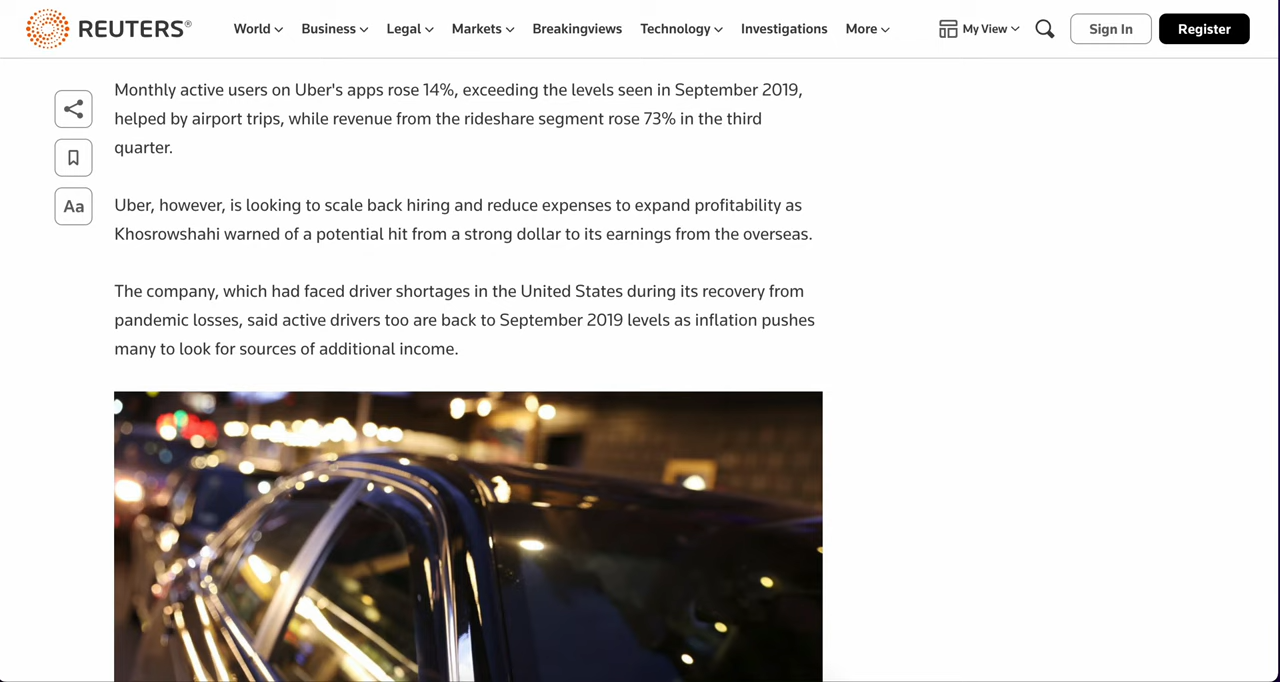 REUTERS®
World
Business
Legal
Markets
Breakingviews
Technology
Investigations
More
My View
Sign In
Register
Monthly active users on Uber's apps rose 14%, exceeding the levels seen in September 2019,
helped by airport trips, while revenue from the rideshare segment rose 73% in the third
quarter.
Aa
Uber, however, is looking to scale back hiring and reduce expenses to expand profitability as
Khosrowshahi warned of a potential hit from a strong dollar to its earnings from the overseas.
The company, which had faced driver shortages in the United States during its recovery from
pandemic losses, said active drivers too are back to September 2019 levels as inflation pushes
many to look for sources of additional income.